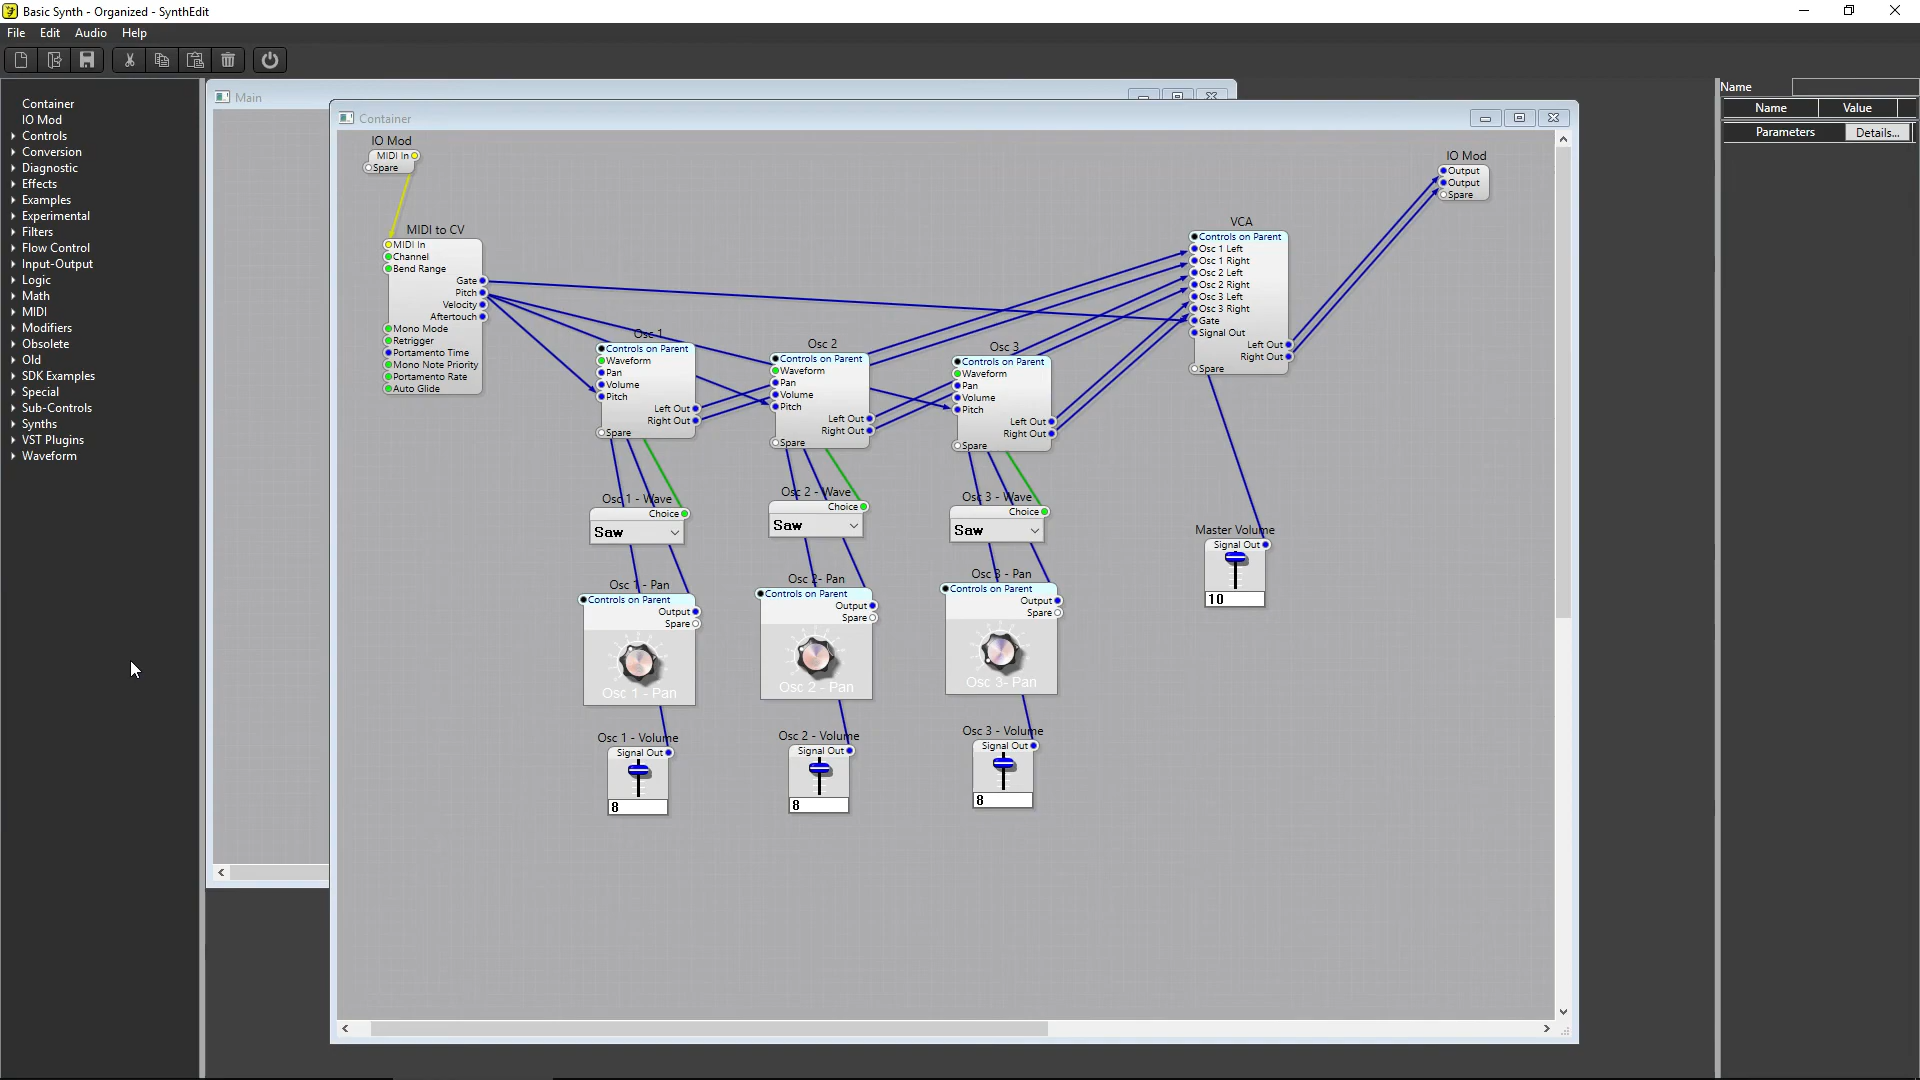 Basic Synth - Organized - SynthEdit
File Edit Audio Help
Container
IO Mod
Controls
Conversion
Diagnostic
Effects
Examples
Experimental
Filters
Flow Control
Input-Output
Logic
Math
MIDI
Modifiers
Obsolete
Old
SDK Examples
Special
Sub-Controls
Synths
VST Plugins
Waveform
Main
Container
IO Mod
MIDI In
Spare
MIDI to CV
MIDI In
Channel
Bend Range
Gate
Pitch
Velocity
Aftertouch
Mono Mode
Retrigger
Portamento Time
Mono Note Priority
Portamento Rate
Auto Glide
Osc 1
Controls on Parent
Waveform
Pan
Volume
Pitch
Left Out
Right Out
Spare
Osc 1 - Wave
Choice
Saw
Osc 1 - Pan
Controls on Parent
Output
Spare
Osc 1 - Pan
Osc 1 - Volume
Signal Out
8
Osc 2
Controls on Parent
Waveform
Pan
Volume
Pitch
Left Out
Right Out
Spare
Osc 2 - Wave
Choice
Saw
Osc 2- Pan
Controls on Parent
Output
Spare
Osc 2 - Pan
Osc 2 - Volume
Signal Out
8
Osc 3
Controls on Parent
Waveform
Pan
Volume
Pitch
Left Out
Right Out
Spare
Osc 3 - Wave
Choice
Saw
Osc 3 - Pan
Controls on Parent
Output
Spare
Osc 3- Pan
Osc 3 - Volume
Signal Out
8
VCA
Controls on Parent
Osc 1 Left
Osc 1 Right
Osc 2 Left
Osc 2 Right
Osc 3 Left
Osc 3 Right
Gate
Signal Out
Left Out
Right Out
Spare
Master Volume
Signal Out
10
IO Mod
Output
Output
Spare
Name
Name Value
Parameters Details...